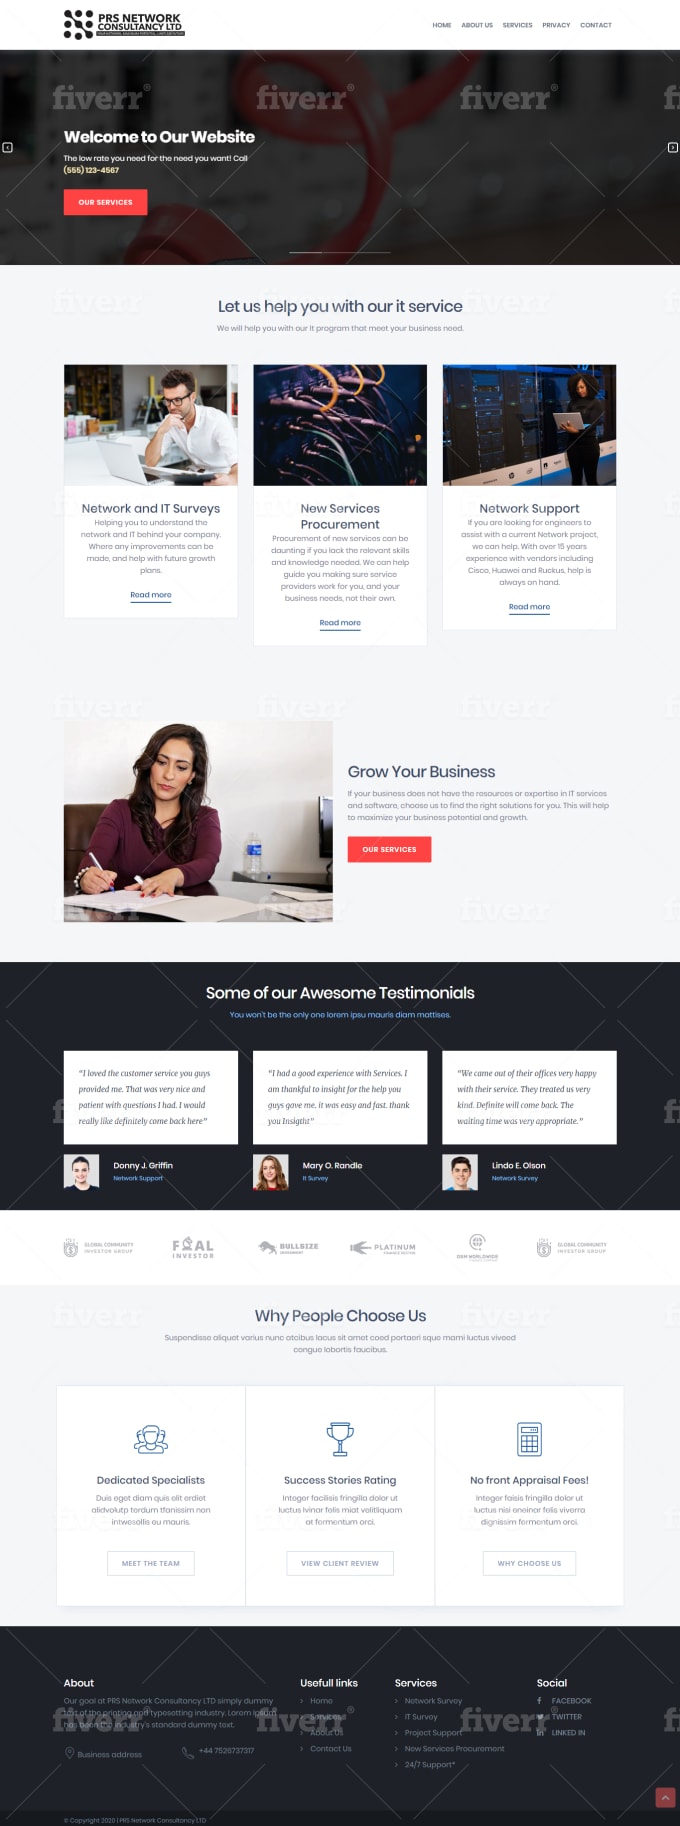 PRS NETWORK
CONSULTANCY LTD
HOME ABOUT US SERVICES PRIVACY CONTACT
fiverr® fiverr® fiverr®
Welcome to Our Website
The low rate you need for the need you want! Call
(555) 123-4567
OUR SERVICES
Let us help you with our it service
We will help you with our It program that meet your business need.
Network and IT Surveys
Helping you to understand the
network and IT behind your company.
Where any improvements can be
made, and help with future growth
plans.
Read more
New Services
Procurement
Procurement of new services can be
daunting if you lack the relevant skills
and knowledge needed. We can help
guide you making sure service
providers work for you, and your
business needs, not their own.
Read more
Network Support
If you are looking for engineers to
assist with a current Network project,
we can help. With over 15 years
experience with vendors including
Cisco, Huawei and Ruckus, help is
always on hand.
Read more
fiverr fiverr fiverr
Grow Your Business
If your business does not have the resources or expertise in IT services
and software, choose us to find the right solutions for you. This will help
to maximize your business potential and growth.
OUR SERVICES
fiverr fiverr fiverr
Some of our Awesome Testimonials
You won't be the only one lorem ipsu mauris diam mattises.
“I loved the customer service you guys
provided me. That was very nice and
patient with questions I had. I would
really like definitely come back here”
Donny J. Griffin
Network Support
“I had a good experience with Services. I
am thankful to insight for the help you
guys gave me. it was easy and fast. thank
you Insight”
Mary O. Randle
It Survey
“We came out of their offices very happy
with their service. They treated us very
kind. Definite will come back. The
waiting time was very appropriate.”
Lindo E. Olson
Network Survey
GLOBAL COMMUNITY
INVESTOR GROUP
INVESTOR
BULLSIZE
PLATINUM
FINANCE SECTOR
GLOBAL COMMUNITY
INVESTOR GROUP
Why People Choose Us
Suspendisse aliquet varius nunc atcibus lacus sit amet coed portaeri sque mami luctus viveed
congue lobortis faucibus.
Dedicated Specialists
Duis eget diam quis elit erdiet
alidvolutp terdum tfanissim non
intwesollis eu mauris.
MEET THE TEAM
Success Stories Rating
Integer facilisis fringilla dolor ut
luctus lvinar felis miat velitliquam
at fermentum orci.
VIEW CLIENT REVIEW
No front Appraisal Fees!
Integer faisis fringilla dolor ut
luctus nisi eneinar felis viverra
dignissim fermentum orci.
WHY CHOOSE US
About
Our goal at PRS Network Consultancy LTD simply dummy
text of the printing and typesetting industry. Lorem Ipsum
has been the industry's standard dummy text.
Business address
+44 7526737317
Usefull links
Home
Services
About Us
Contact Us
Services
Network Survey
IT Survey
Project Support
New Services Procurement
24/7 Support*
Social
FACEBOOK
TWITTER
LINKED IN
fiverr® fiverr® fiverr®
© Copyright 2020 | PRS Network Consultancy LTD